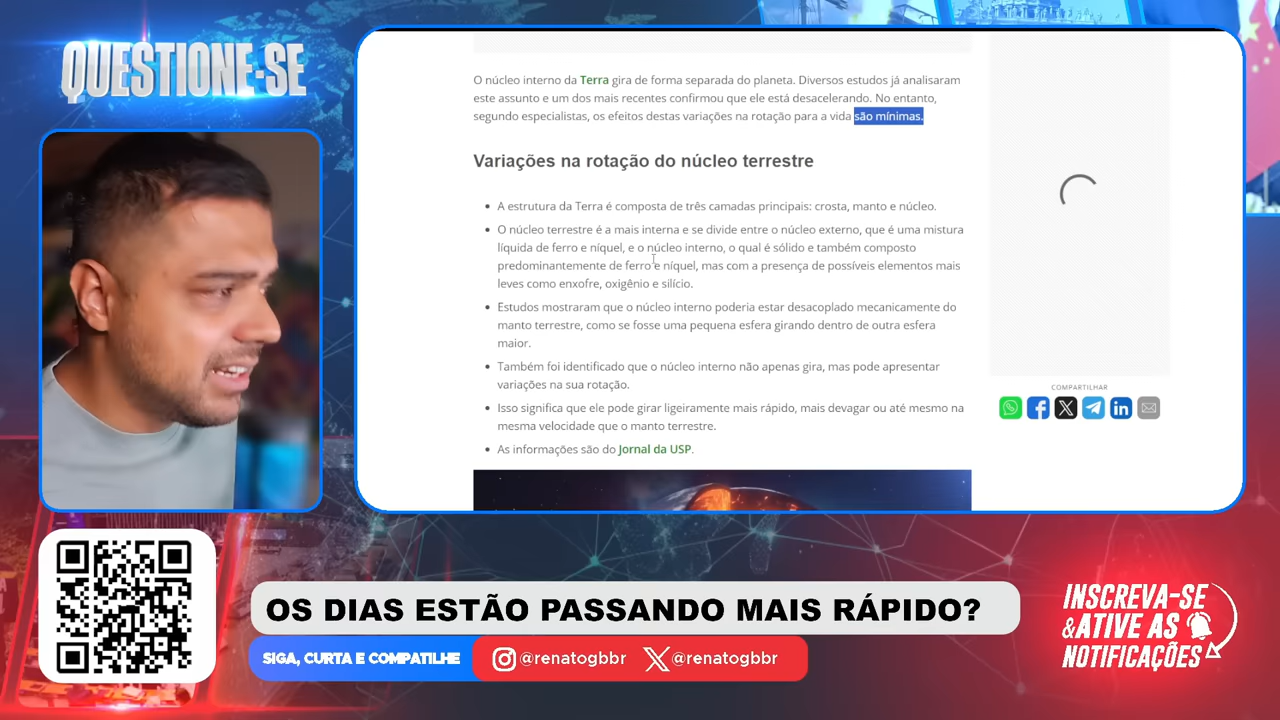 QUESTIONE-SE
O núcleo interno da Terra gira de forma separada do planeta. Diversos estudos já analisaram
este assunto e um dos mais recentes confirmou que ele está desacelerando. No entanto,
segundo especialistas, os efeitos destas variações na rotação para a vida são mínimas.
Variações na rotação do núcleo terrestre
• A estrutura da Terra é composta de três camadas principais: crosta, manto e núcleo.
• O núcleo terrestre é a mais interna e se divide entre o núcleo externo, que é uma mistura
líquida de ferro e níquel, e o núcleo interno, o qual é sólido e também composto
predominantemente de ferro e níquel, mas com a presença de possíveis elementos mais
leves como enxofre, oxigênio e silício.
• Estudos mostraram que o núcleo interno poderia estar desacoplado mecanicamente do
manto terrestre, como se fosse uma pequena esfera girando dentro de outra esfera
maior.
• Também foi identificado que o núcleo interno não apenas gira, mas pode apresentar
variações na sua rotação.
• Isso significa que ele pode girar ligeiramente mais rápido, mais devagar ou até mesmo na
mesma velocidade que o manto terrestre.
• As informações são do Jornal da USP.
COMPARTILHAR
OS DIAS ESTÃO PASSANDO MAIS RÁPIDO?
SIGA, CURTA E COMPATILHE
@renatogbbr
@renatogbbr
INSCREVA-SE
&ATIVE AS
NOTIFICAÇÕES